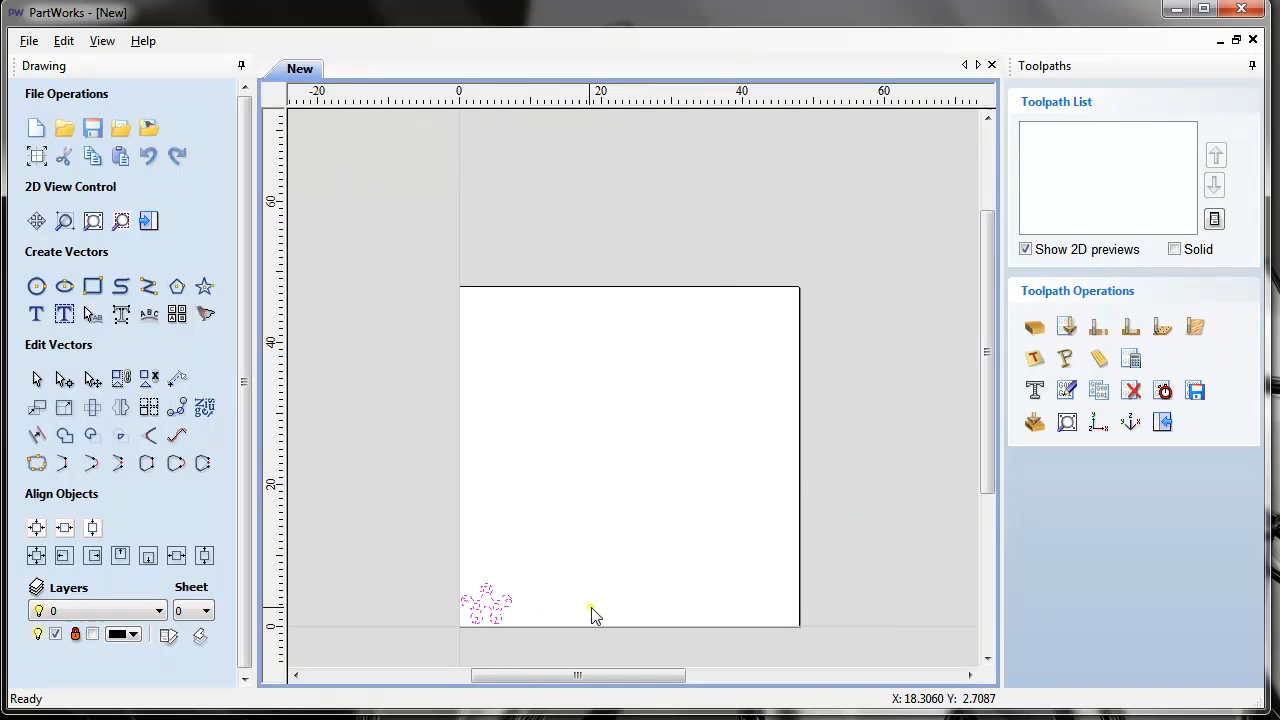 PW PartWorks - [New]
File Edit View Help
Drawing
File Operations
2D View Control
Create Vectors
T T T ABC
Edit Vectors
Align Objects
Layers Sheet
0 0
New
-20 0 20 40 60
60
40
20
0
Toolpaths
Toolpath List
Show 2D previews Solid
Toolpath Operations
Ready X: 18.3060 Y: 2.7087